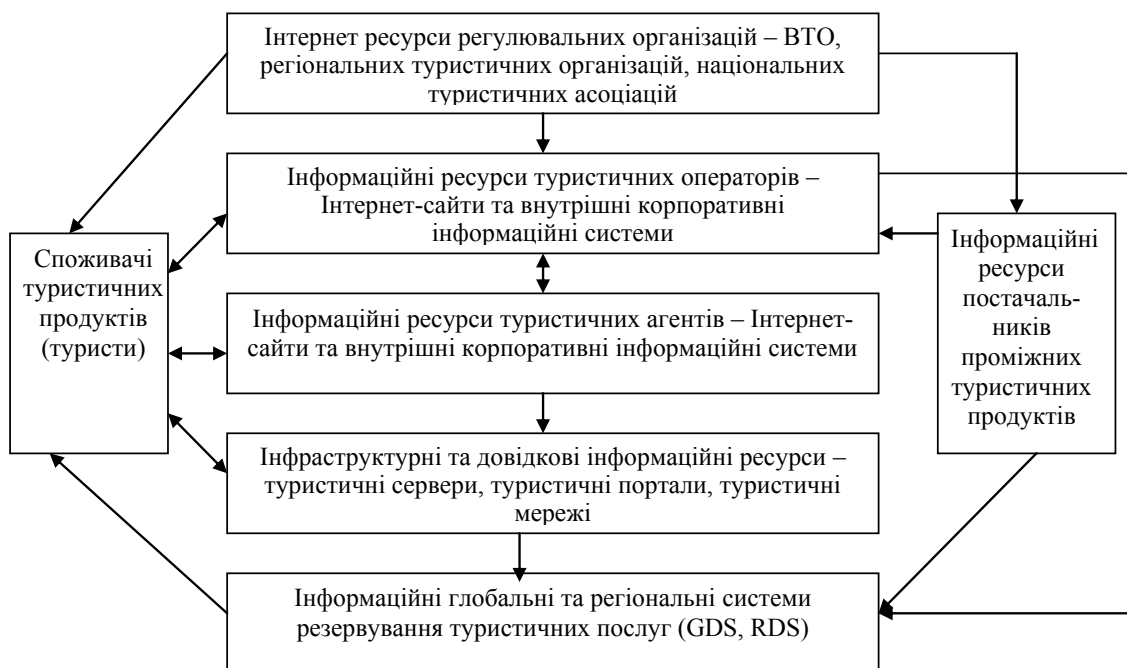 Інтернет ресурси регулювальних організацій – ВТО,
регіональних туристичних організацій, національних
туристичних асоціацій
Інформаційні ресурси туристичних операторів –
Інтернет-сайти та внутрішні корпоративні
інформаційні системи
Споживачі
туристичних
продуктів
(туристи)
Інформаційні ресурси туристичних агентів – Інтернет-
сайти та внутрішні корпоративні інформаційні системи
Інформаційні
ресурси
постачаль-
ників
проміжних
туристичних
продуктів
Інфраструктурні та довідкові інформаційні ресурси –
туристичні сервери, туристичні портали, туристичні
мережі
Інформаційні глобальні та регіональні системи
резервування туристичних послуг (GDS, RDS)